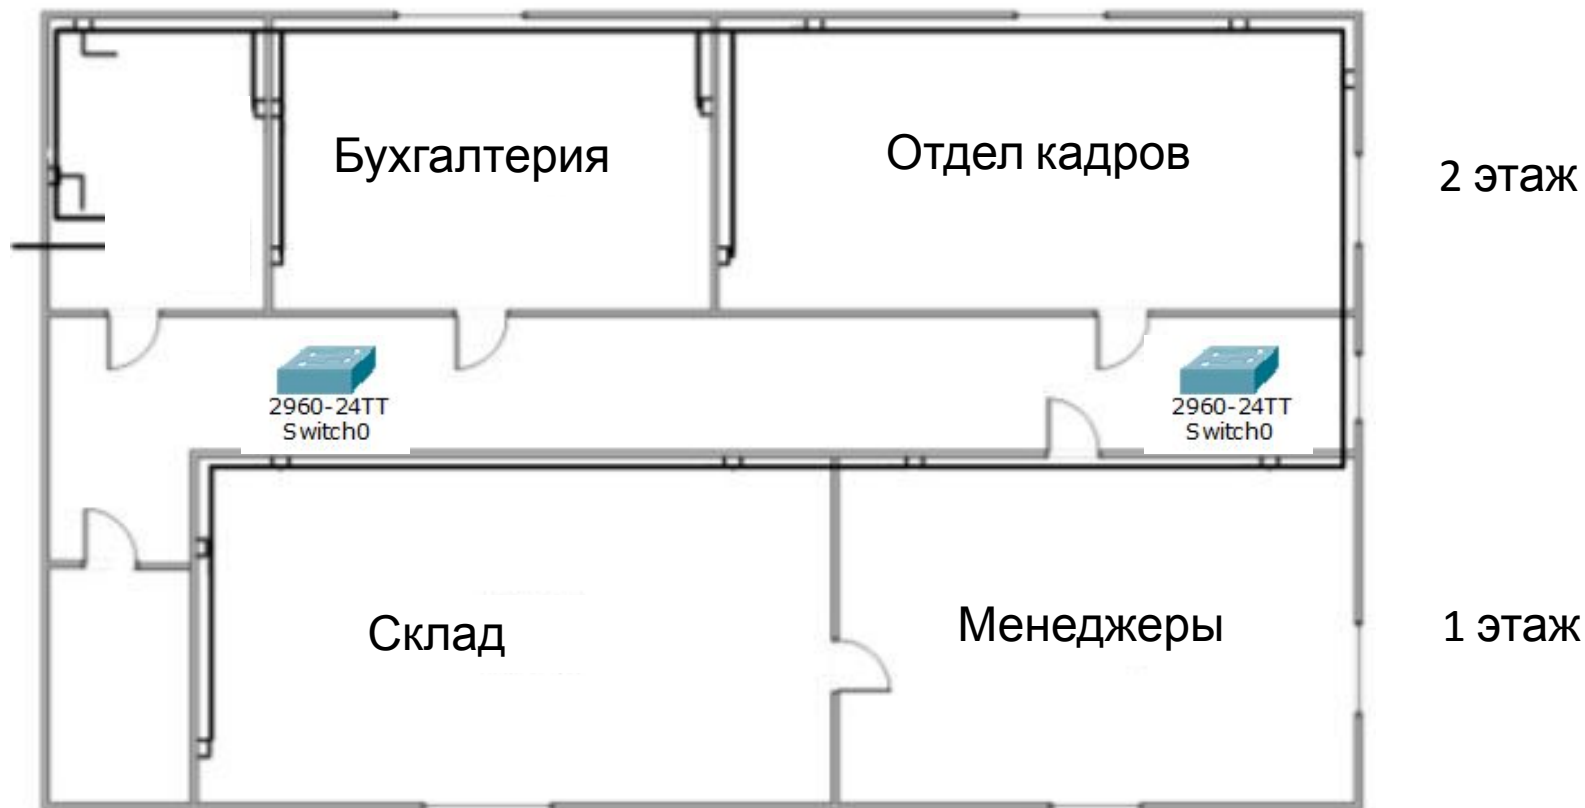 Бухгалтерия
Отдел кадров
2 этаж
2960-24TT
Switch0
2960-24TT
Switch0
Склад
Менеджеры
1 этаж